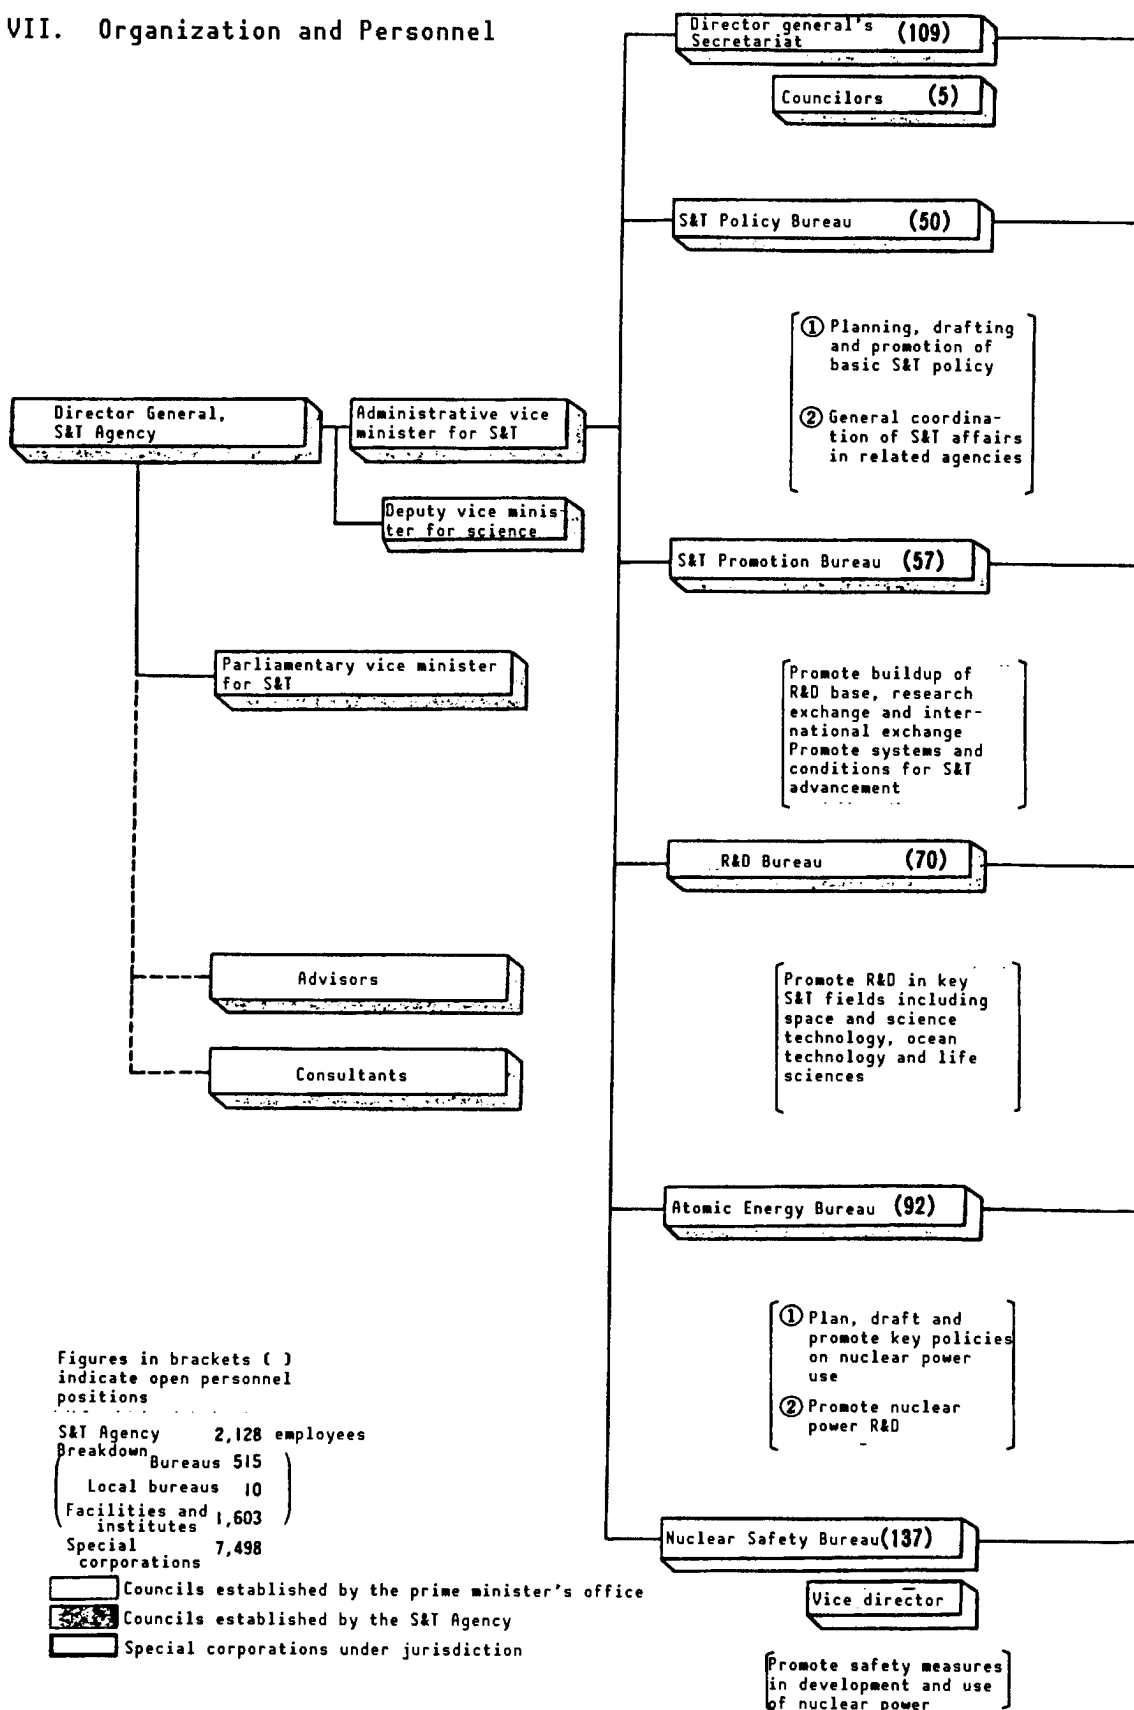 VII. Organization and Personnel
Director general's
Secretariat (109)
Councilors (5)
S&T Policy Bureau (50)
① Planning, drafting
and promotion of
basic S&T policy
② General coordina-
tion of S&T affairs
in related agencies
Director General,
S&T Agency
Administrative vice
minister for S&T
Deputy vice minis-
ter for science
S&T Promotion Bureau (57)
Parliamentary vice minister
for S&T
Promote buildup of
R&D base, research
exchange and inter-
national exchange
Promote systems and
conditions for S&T
advancement
R&D Bureau (70)
Advisors
Promote R&D in key
S&T fields including
space and science
technology, ocean
technology and life
sciences
Consultants
Atomic Energy Bureau (92)
① Plan, draft and
promote key policies
on nuclear power
use
② Promote nuclear
power R&D
Figures in brackets ( )
indicate open personnel
positions
S&T Agency 2,128 employees
Breakdown
Bureaus 515
Local bureaus 10
Facilities and
institutes 1,603
Special
corporations 7,498
Nuclear Safety Bureau (137)
Vice director
Councils established by the prime minister's office
Councils established by the S&T Agency
Special corporations under jurisdiction
Promote safety measures
in development and use
of nuclear power